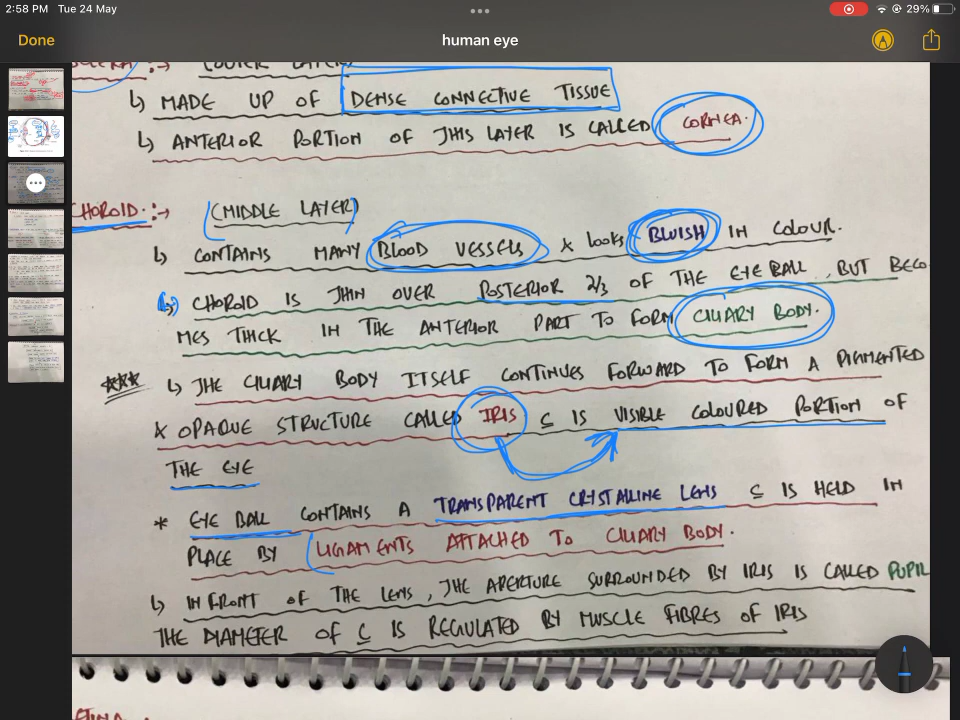 2:58 PM Tue 24 May
29%
Done
human eye
↳ MADE UP OF DENSE CONNECTIVE TISSUE
↳ ANTERIOR PORTION OF THIS LAYER IS CALLED CORNEA.
CHOROID :→ (MIDDLE LAYER)
↳ CONTAINS MANY BLOOD VESSELS & looks BLUISH IN COLOUR.
↳ CHOROID IS THIN OVER POSTERIOR 2/3 OF THE EYE BALL, BUT BECO
MES THICK IN THE ANTERIOR PART TO FORM CILIARY BODY.
*** ↳ THE CILIARY BODY ITSELF CONTINUES FORWARD TO FORM A PIGMENTED
& OPAQUE STRUCTURE CALLED IRIS C IS VISIBLE COLOURED PORTION OF
THE EYE
* EYE BALL CONTAINS A TRANSPARENT CRYSTALLINE LENS C IS HELD IN
PLACE BY LIGAMENTS ATTACHED TO CILIARY BODY.
↳ IN FRONT OF THE LENS, THE APERTURE SURROUNDED BY IRIS IS CALLED PUPIL
THE DIAMETER OF C IS REGULATED BY MUSCLE FIBRES OF IRIS